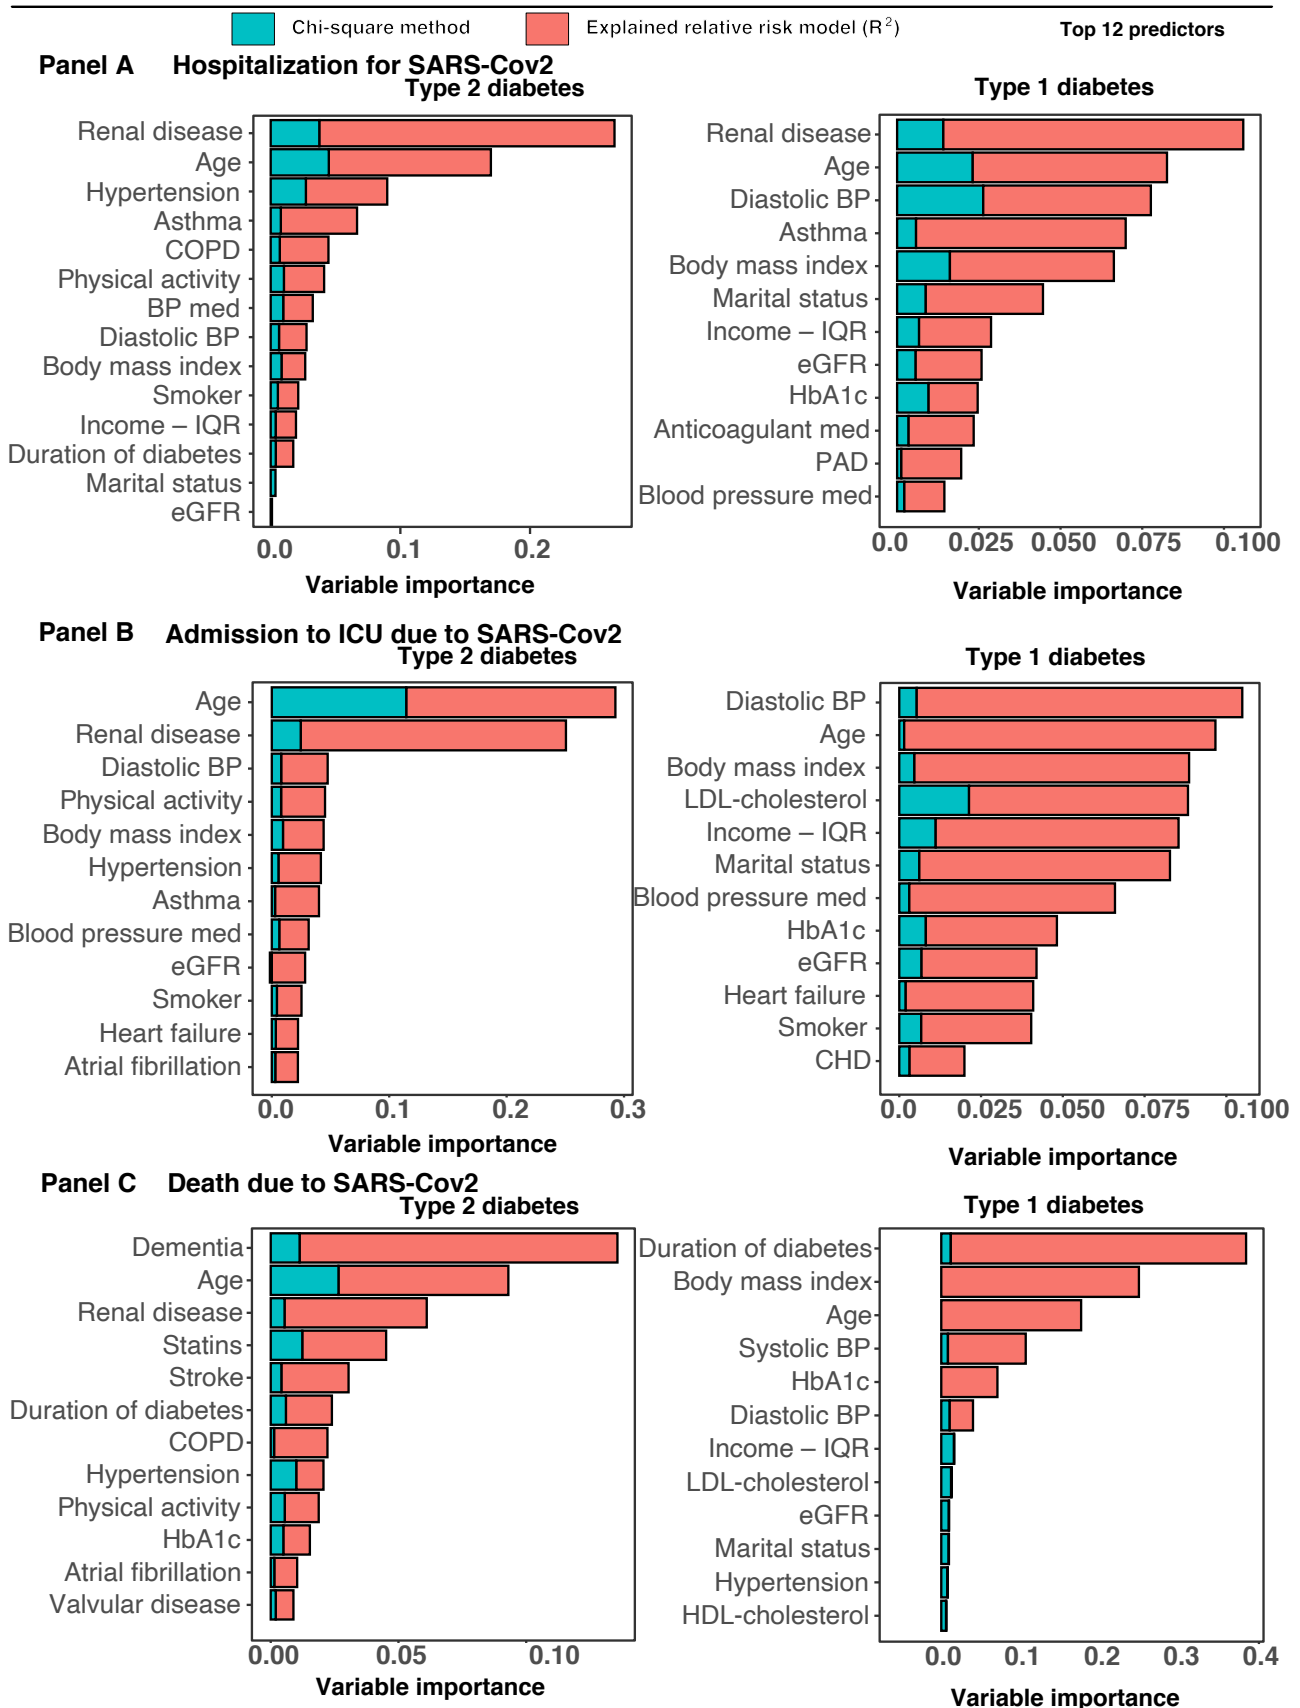 Chi-square method Explained relative risk model (R²) Top 12 predictors
Panel A Hospitalization for SARS-Cov2
Type 2 diabetes
Renal disease
Age
Hypertension
Asthma
COPD
Physical activity
BP med
Diastolic BP
Body mass index
Smoker
Income – IQR
Duration of diabetes
Marital status
eGFR
0.0 0.1 0.2
Variable importance
Type 1 diabetes
Renal disease
Age
Diastolic BP
Asthma
Body mass index
Marital status
Income – IQR
eGFR
HbA1c
Anticoagulant med
PAD
Blood pressure med
0.0 0.025 0.050 0.075 0.100
Variable importance
Panel B Admission to ICU due to SARS-Cov2
Type 2 diabetes
Age
Renal disease
Diastolic BP
Physical activity
Body mass index
Hypertension
Asthma
Blood pressure med
eGFR
Smoker
Heart failure
Atrial fibrillation
0.0 0.1 0.2 0.3
Variable importance
Type 1 diabetes
Diastolic BP
Age
Body mass index
LDL-cholesterol
Income – IQR
Marital status
Blood pressure med
HbA1c
eGFR
Heart failure
Smoker
CHD
0.0 0.025 0.050 0.075 0.100
Variable importance
Panel C Death due to SARS-Cov2
Type 2 diabetes
Dementia
Age
Renal disease
Statins
Stroke
Duration of diabetes
COPD
Hypertension
Physical activity
HbA1c
Atrial fibrillation
Valvular disease
0.00 0.05 0.10
Variable importance
Type 1 diabetes
Duration of diabetes
Body mass index
Age
Systolic BP
HbA1c
Diastolic BP
Income – IQR
LDL-cholesterol
eGFR
Marital status
Hypertension
HDL-cholesterol
0.0 0.1 0.2 0.3 0.4
Variable importance